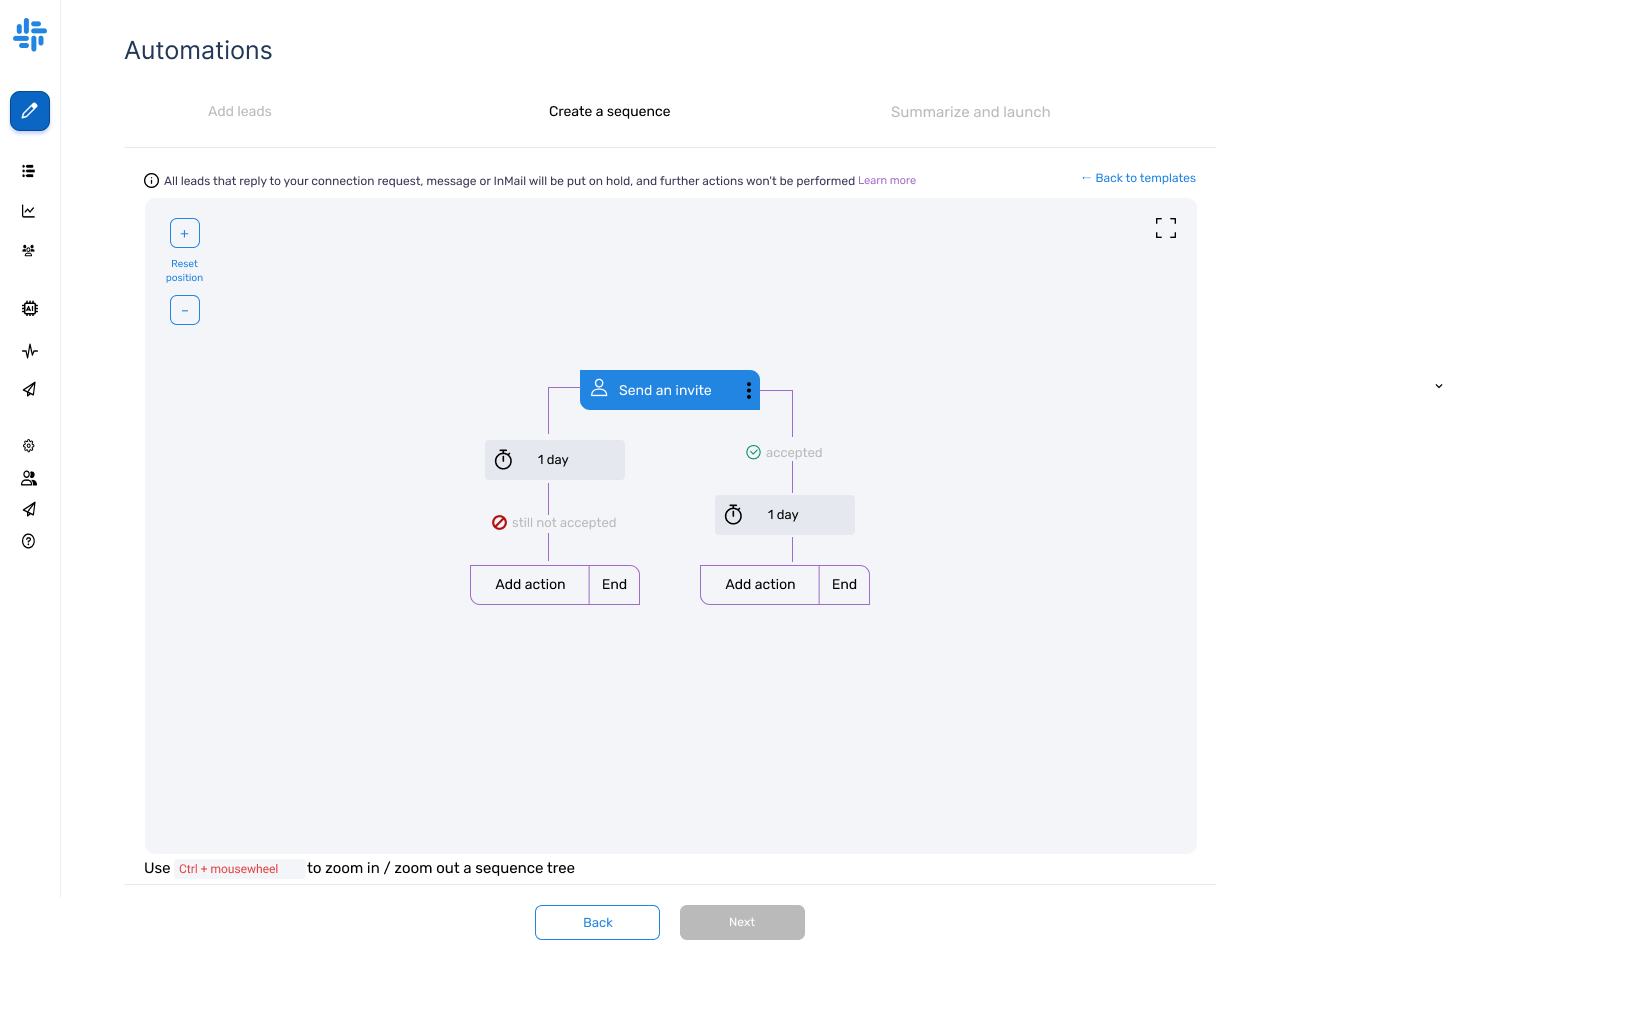 Automations
Add leads
Create a sequence
Summarize and launch
All leads that reply to your connection request, message or InMail will be put on hold, and further actions won't be performed Learn more
← Back to templates
+
Reset
position
-
Send an invite
1 day
accepted
still not accepted
1 day
Add action
End
Add action
End
AI
Use Ctrl + mousewheel to zoom in / zoom out a sequence tree
Back
Next